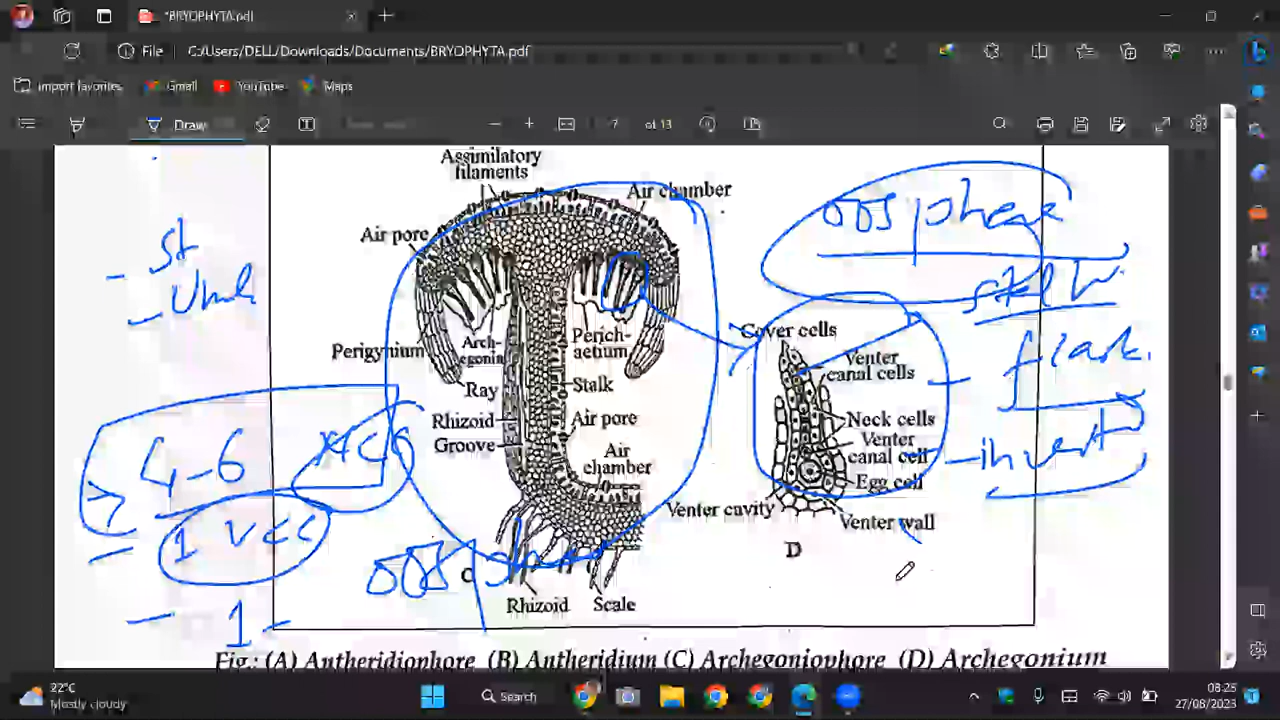 *BRYOPHYTA.pdf
File
C:/Users/DELL/Downloads/Documents/BRYOPHYTA.pdf
Import favorites
Gmail
YouTube
Maps
Draw
7
of 13
Assimilatory
filaments
Air chamber
Air pore
Perigynium
Arch-
egonia
Perich-
aetium
Ray
Stalk
Rhizoid
Air pore
Groove
Air
chamber
C
Rhizoid
Scale
Cover cells
Venter
canal cells
Neck cells
Venter
canal cell
Egg cell
Venter cavity
Venter wall
D
Fig.: (A) Antheridiophore (B) Antheridium (C) Archegoniophore (D) Archegonium
oosphere
- st
4-6 NCC
- 1 VCC
- 1 -
22°C
Mostly cloudy
Search
08:25
27/08/2023